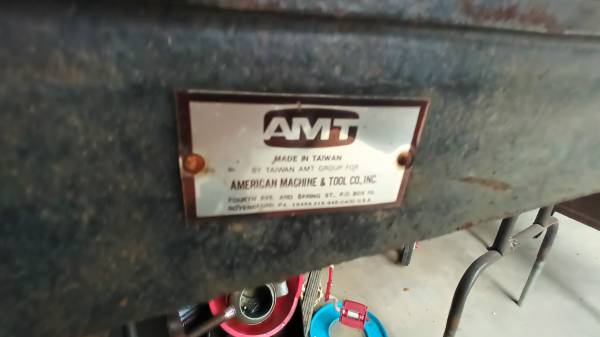 AMT
MADE IN TAIWAN
BY TAIWAN AMT GROUP FOR
AMERICAN MACHINE & TOOL CO., INC.
FOURTH AVE. AND SPRING ST., P.O. BOX 70
PA. U.S.A.